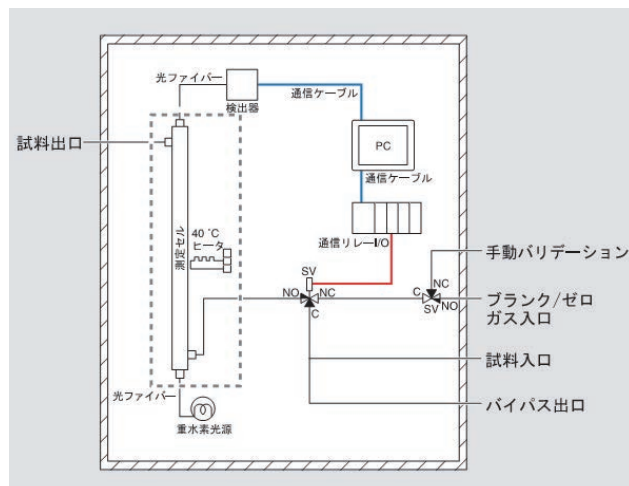 光ファイバー
検出器
通信ケーブル
試料出口
PC
40 ℃
ヒータ
測定セル
通信ケーブル
通信リレーI/O
手動バリデーション
SV
NC
NO
NC
C
ブランク/ゼロ
ガス入口
C
SV
NO
試料入口
光ファイバー
バイパス出口
重水素光源